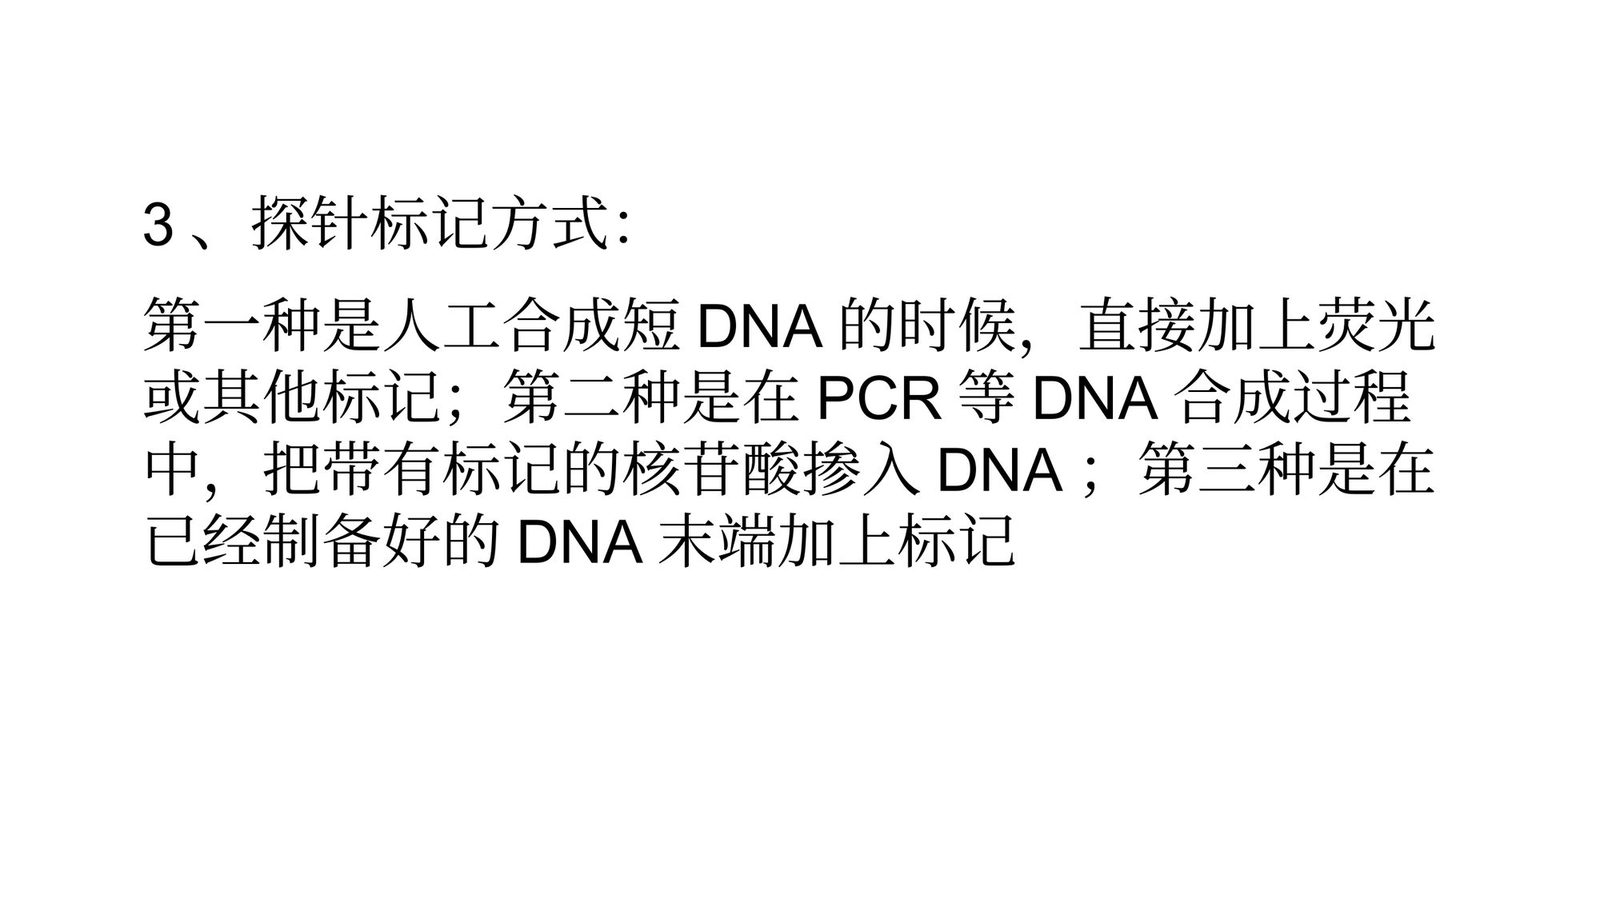 3、探针标记方式：
第一种是人工合成短 DNA 的时候，直接加上荧光
或其他标记；第二种是在 PCR 等 DNA 合成过程
中，把带有标记的核苷酸掺入 DNA ；第三种是在
已经制备好的 DNA 末端加上标记